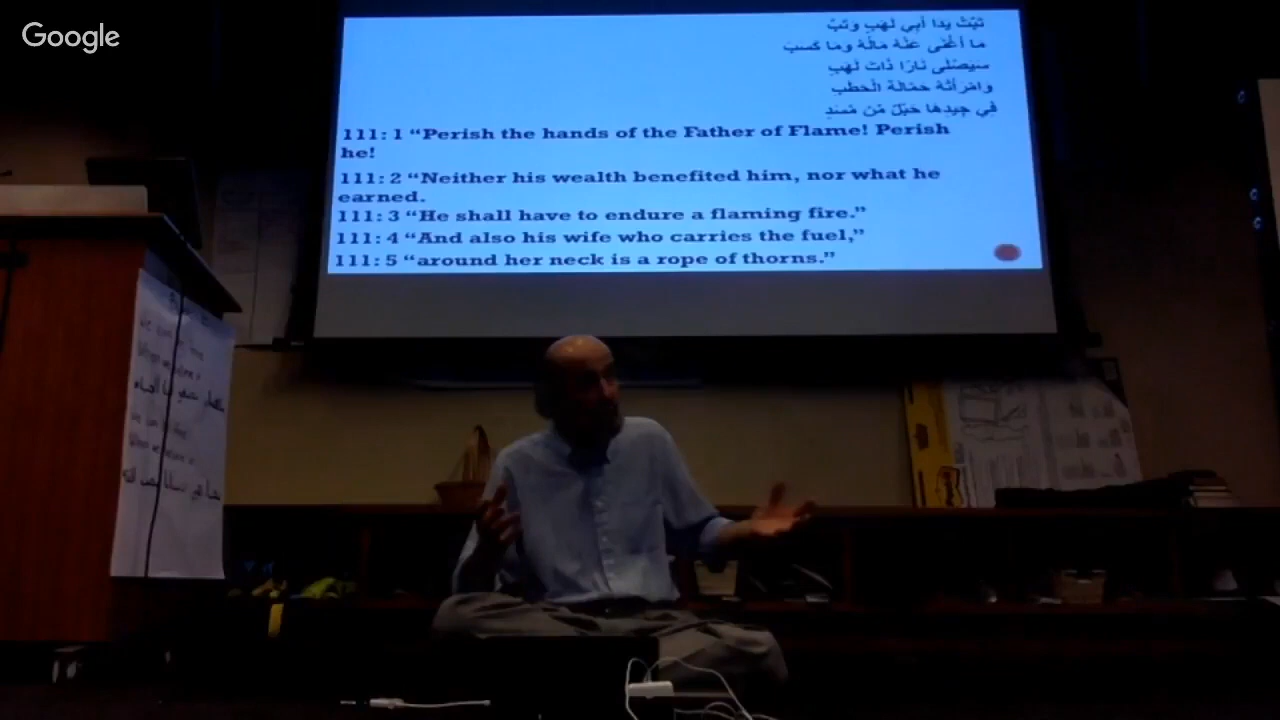 Google
تَبَّتْ يَدَا أَبِي لَهَبٍ وَتَبَّ
مَا أَغْنَى عَنْهُ مَالُهُ وَمَا كَسَبَ
سَيَصْلَى نَارًا ذَاتَ لَهَبٍ
وَامْرَأَتُهُ حَمَّالَةَ الْحَطَبِ
فِي جِيدِهَا حَبْلٌ مِّن مَّسَدٍ
111: 1 “Perish the hands of the Father of Flame! Perish
he!
111: 2 “Neither his wealth benefited him, nor what he
earned.
111: 3 “He shall have to endure a flaming fire.”
111: 4 “And also his wife who carries the fuel,”
111: 5 “around her neck is a rope of thorns.”